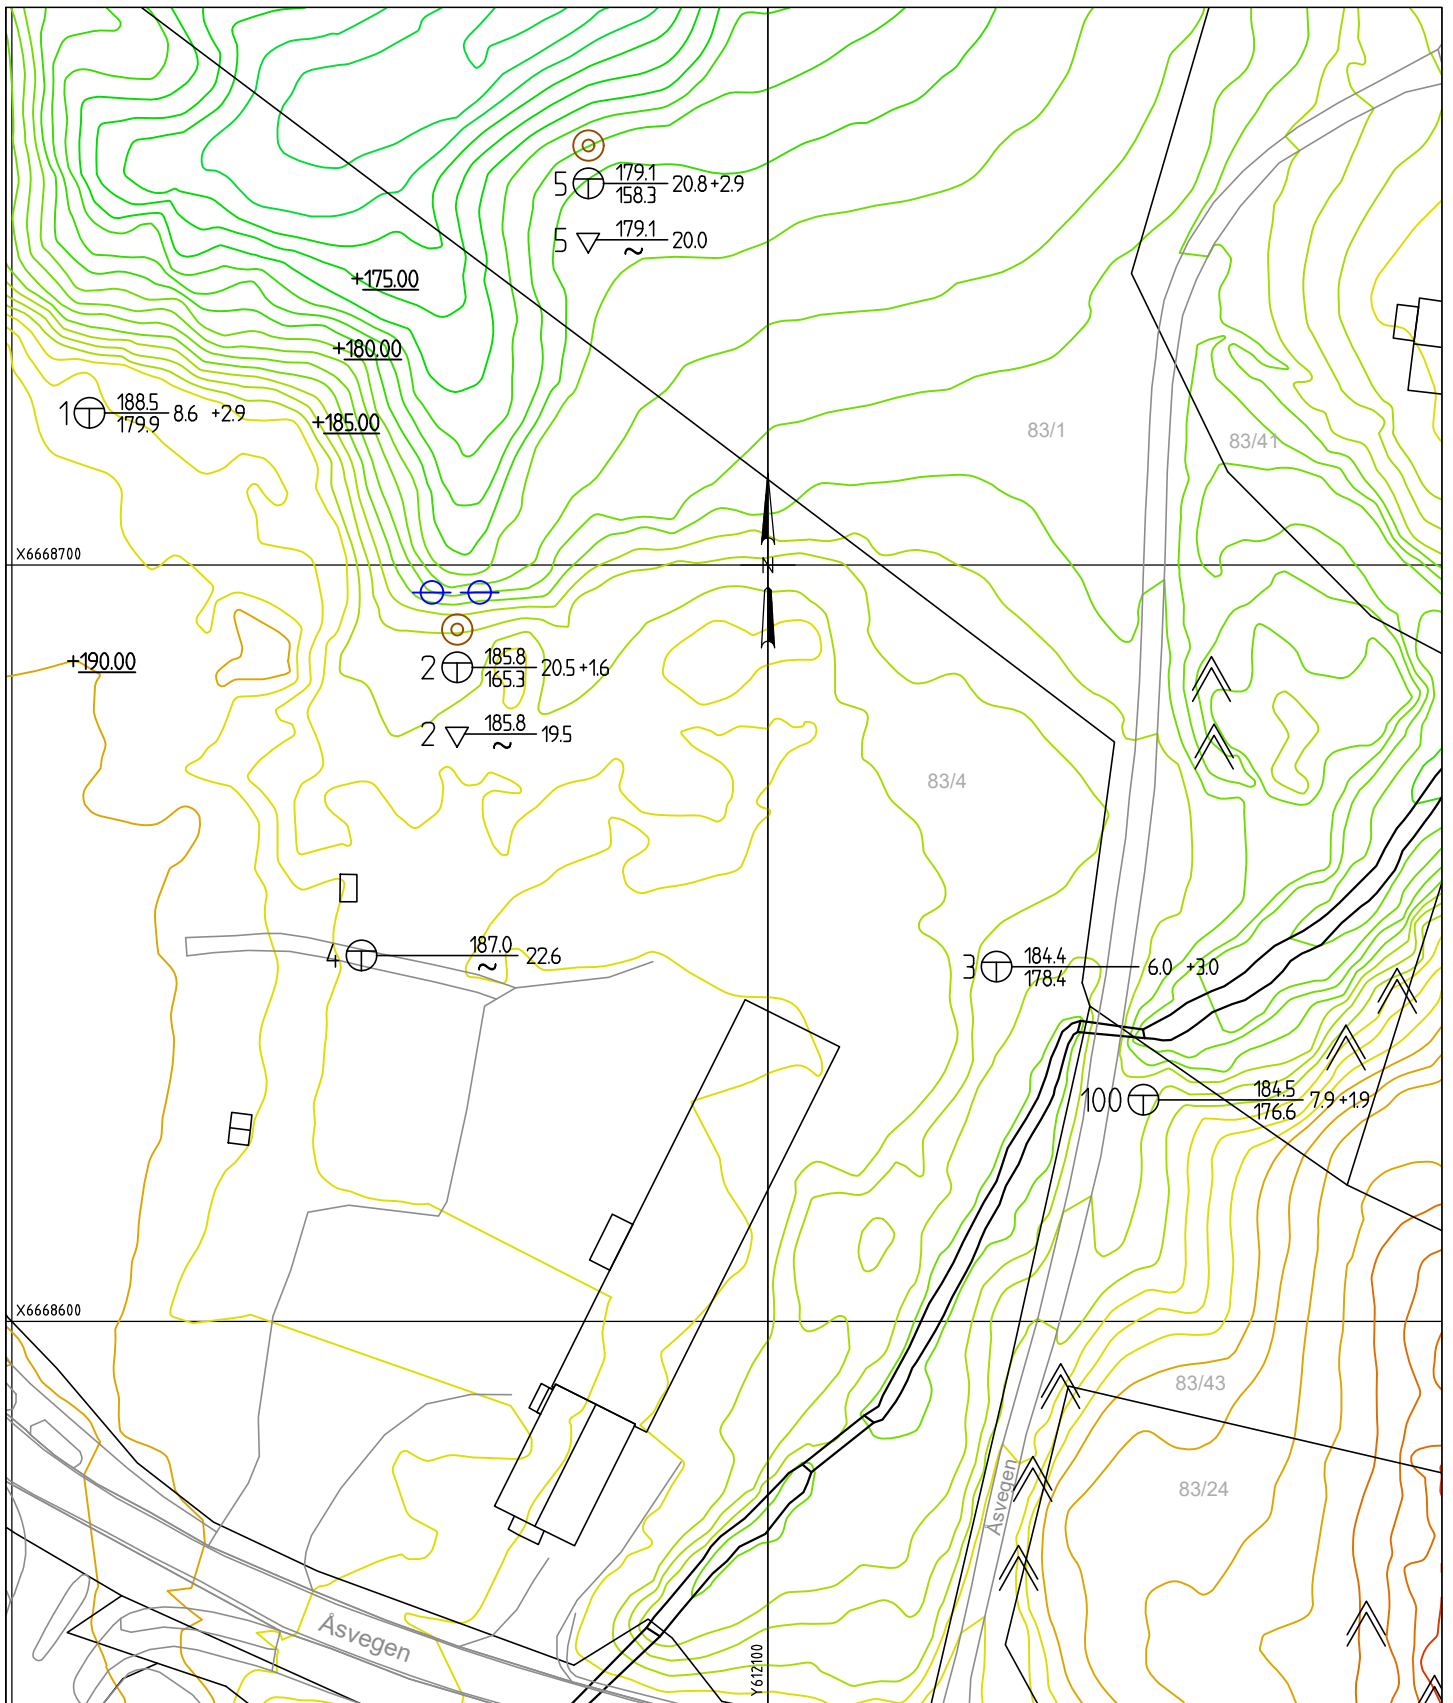 5 179.1 20.8+2.9
158.3
5 179.1 20.0
~
+175.00
+180.00
1 188.5 8.6 +2.9
179.9
+185.00
83/1
83/41
X6668700
N
+190.00
2 185.8 20.5+1.6
165.3
2 185.8 19.5
~
83/4
4 187.0 22.6
~
3 184.4 6.0 +3.0
178.4
100 184.5 7.9+1.9
176.6
X6668600
83/43
83/24
Åsvegen
Åsvegen
Y612100